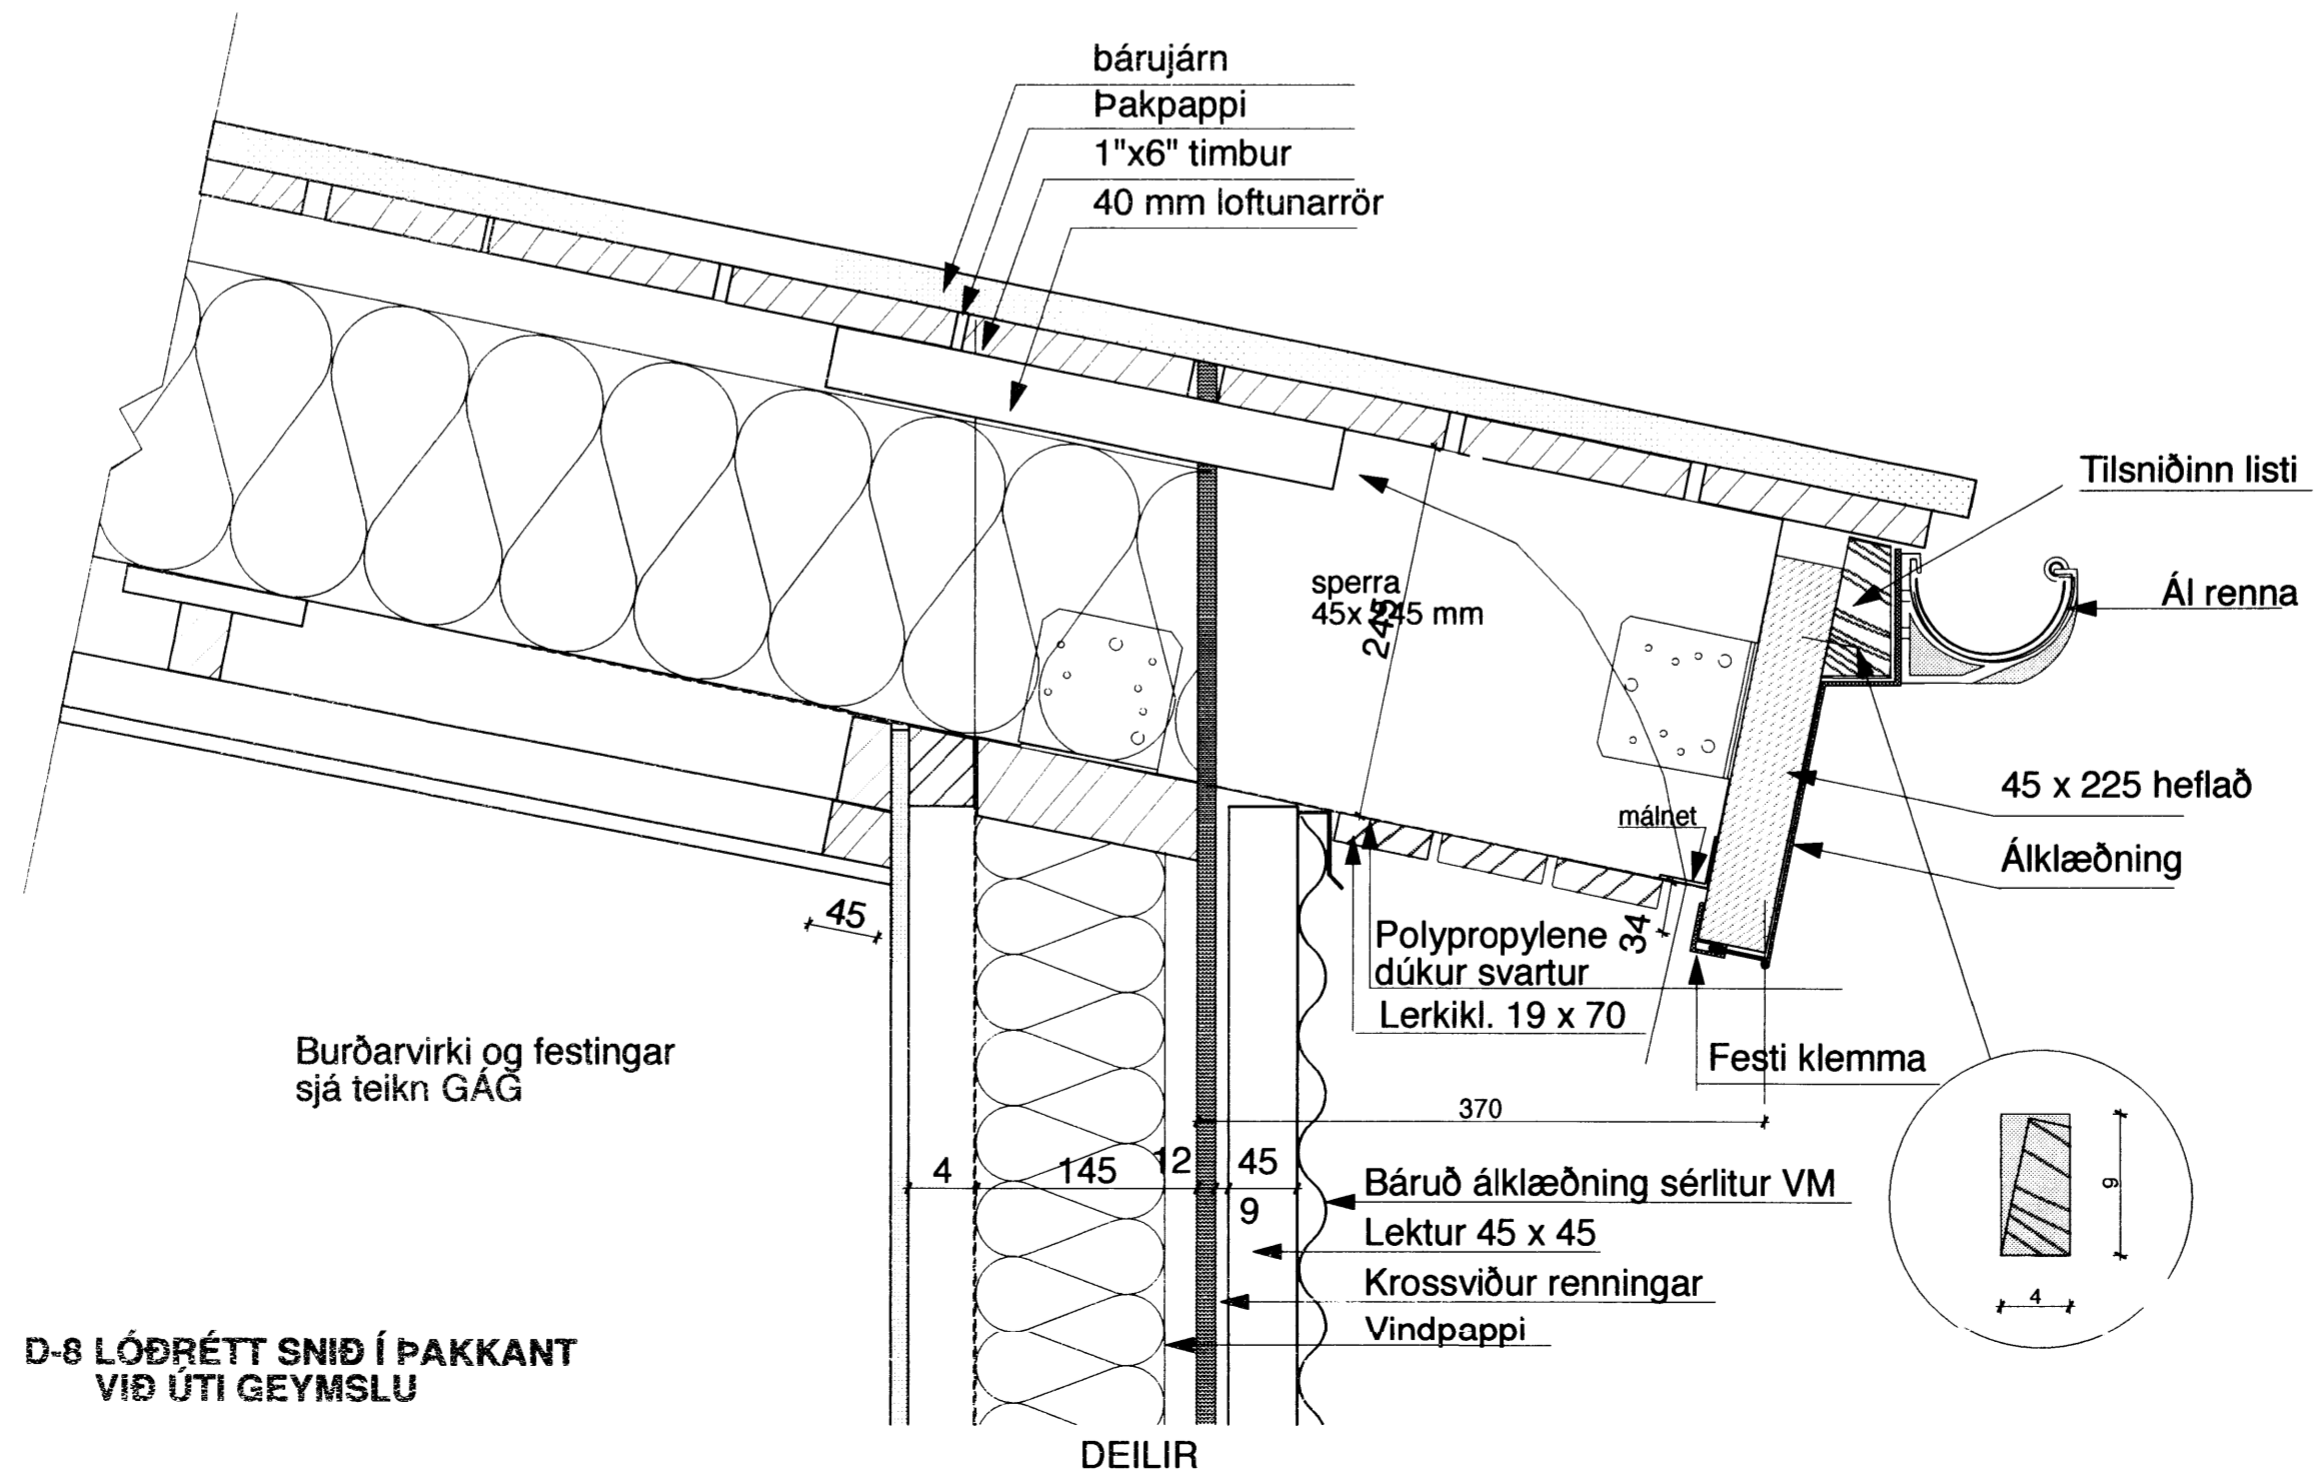 bárujárn
Þakpappi
1"x6" timbur
40 mm loftunarrör
Tilsniðinn listi
Ál renna
sperra
45x 245 mm
245
45 x 225 heflað
málnet
Álklæðning
45
34
Polypropylene
dúkur svartur
Lerkikl. 19 x 70
Burðarvirki og festingar
sjá teikn GÁG
Festi klemma
370
4
145
12
45
9
Báruð álklæðning sérlitur VM
Lektur 45 x 45
Krossviður renningar
Vindpappi
9
4
D-8 LÓÐRÉTT SNIÐ Í ÞAKKANT
VIÐ ÚTI GEYMSLU
DEILIR